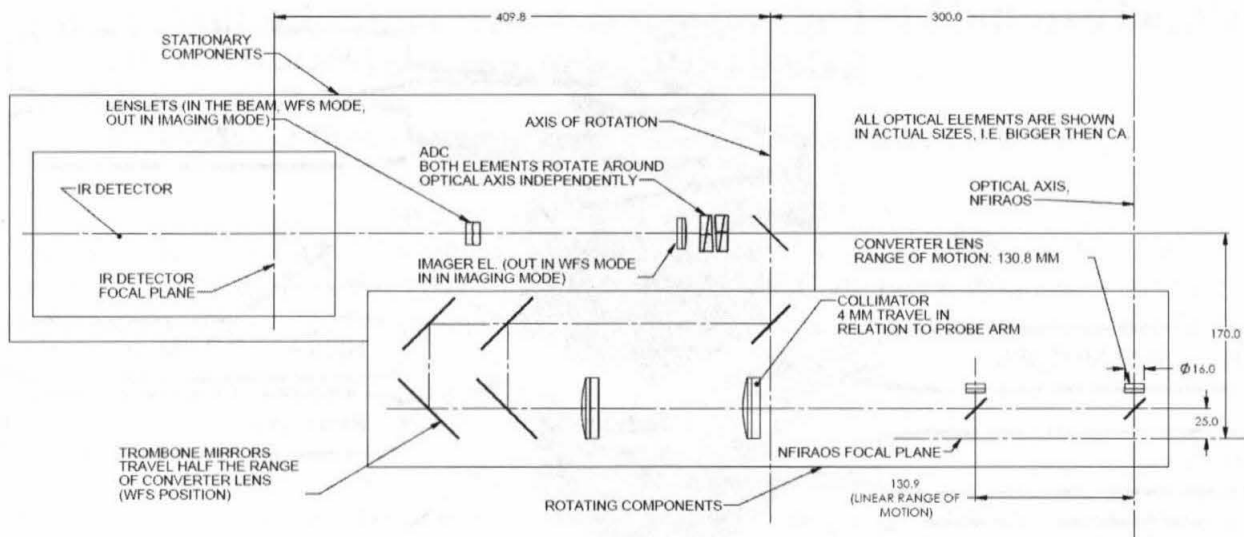 409.8
300.0
STATIONARY
COMPONENTS
LENSLETS (IN THE BEAM, WFS MODE,
OUT IN IMAGING MODE)
AXIS OF ROTATION
ALL OPTICAL ELEMENTS ARE SHOWN
IN ACTUAL SIZES, I.E. BIGGER THEN CA.
ADC
BOTH ELEMENTS ROTATE AROUND
OPTICAL AXIS INDEPENDENTLY
IR DETECTOR
OPTICAL AXIS,
NFIRAOS
CONVERTER LENS
RANGE OF MOTION: 130.8 MM
IMAGER EL. (OUT IN WFS MODE
IN IN IMAGING MODE)
IR DETECTOR
FOCAL PLANE
COLLIMATOR
4 MM TRAVEL IN
RELATION TO PROBE ARM
170.0
Ø16.0
25.0
NFIRAOS FOCAL PLANE
TROMBONE MIRRORS
TRAVEL HALF THE RANGE
OF CONVERTER LENS
(WFS POSITION)
ROTATING COMPONENTS
130.9
(LINEAR RANGE OF
MOTION)